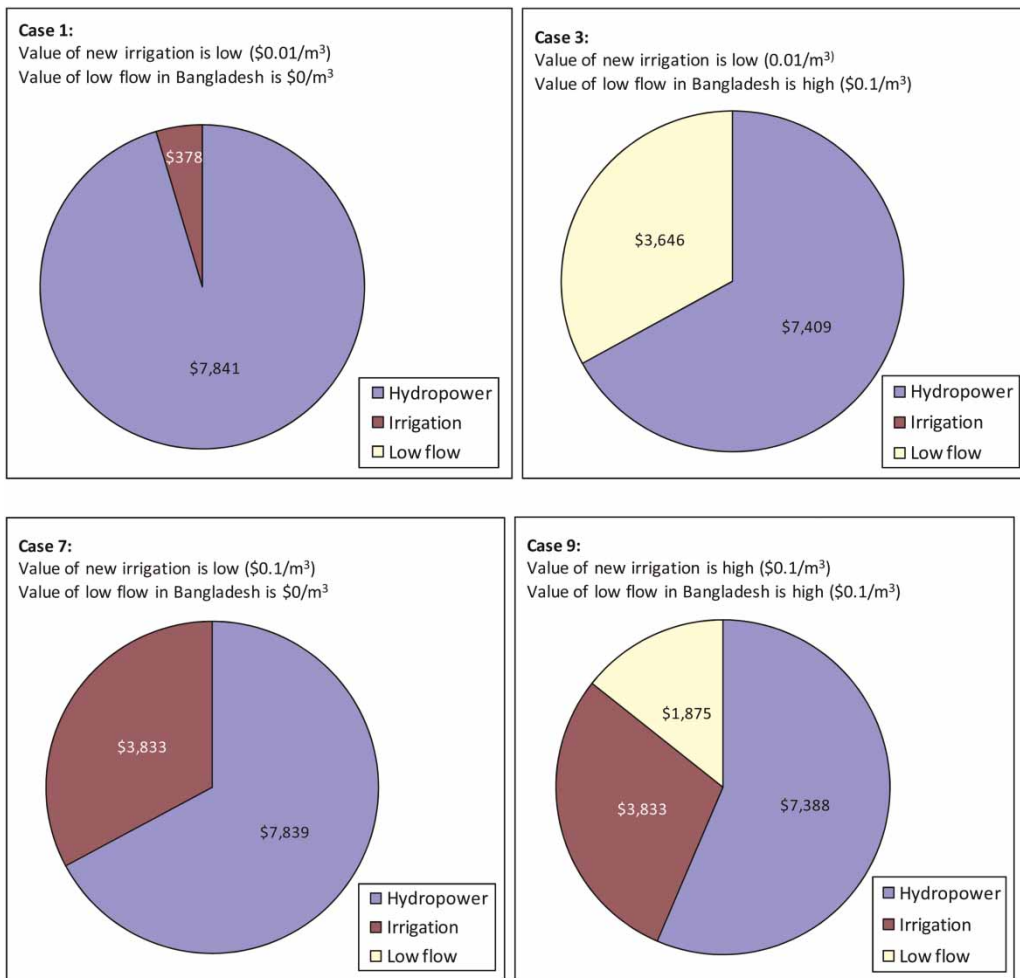 Case 1:
Value of new irrigation is low ($0.01/m³)
Value of low flow in Bangladesh is $0/m³
$378
$7,841
Hydropower
Irrigation
Low flow
Case 3:
Value of new irrigation is low (0.01/m³⁾
Value of low flow in Bangladesh is high ($0.1/m³)
$3,646
$7,409
Hydropower
Irrigation
Low flow
Case 7:
Value of new irrigation is low ($0.1/m³)
Value of low flow in Bangladesh is $0/m³
$3,833
$7,839
Hydropower
Irrigation
Low flow
Case 9:
Value of new irrigation is high ($0.1/m³)
Value of low flow in Bangladesh is high ($0.1/m³)
$1,875
$3,833
$7,388
Hydropower
Irrigation
Low flow